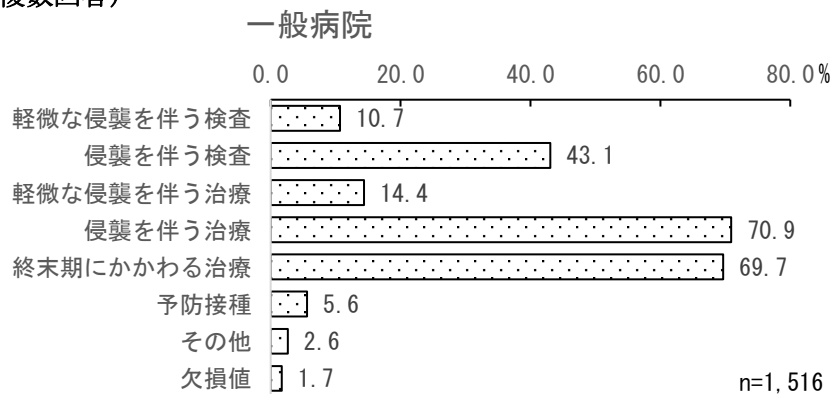 一般病院
0.0 20.0 40.0 60.0 80.0%
軽微な侵襲を伴う検査 10.7
侵襲を伴う検査 43.1
軽微な侵襲を伴う治療 14.4
侵襲を伴う治療 70.9
終末期にかかわる治療 69.7
予防接種 5.6
その他 2.6
欠損値 1.7
n=1,516